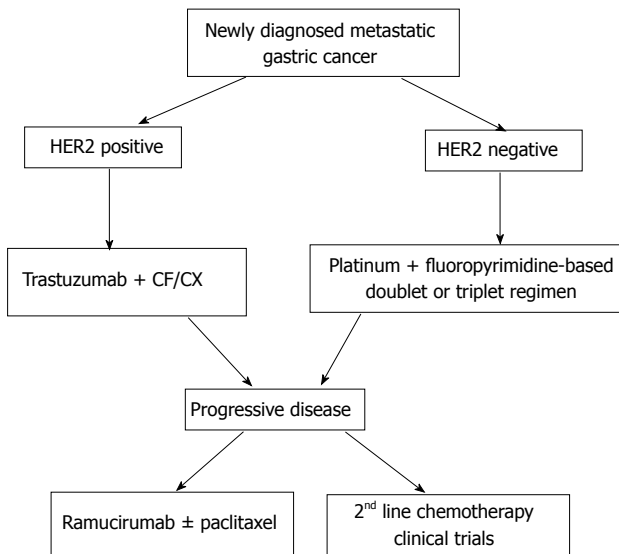 Newly diagnosed metastatic
gastric cancer
HER2 positive
HER2 negative
Trastuzumab + CF/CX
Platinum + fluoropyrimidine-based
doublet or triplet regimen
Progressive disease
Ramucirumab ± paclitaxel
2nd line chemotherapy
clinical trials